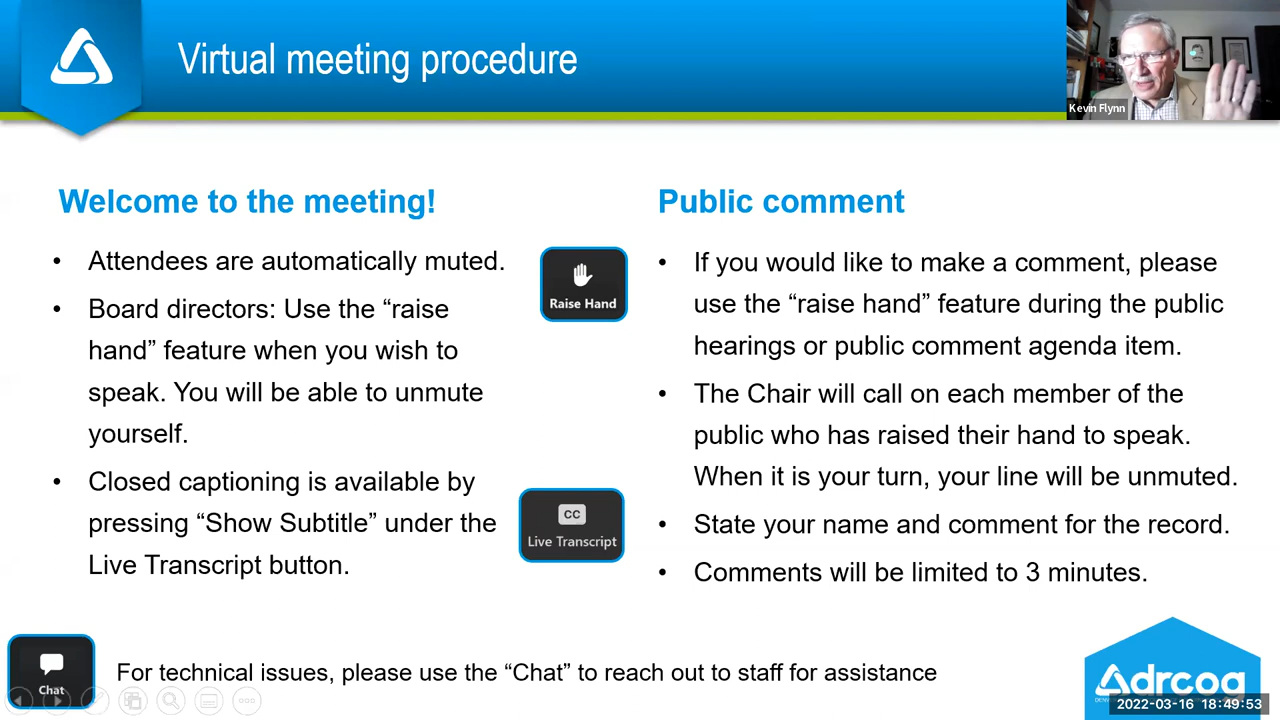 Virtual meeting procedure
Kevin Flynn
Welcome to the meeting!
• Attendees are automatically muted.
• Board directors: Use the “raise
hand” feature when you wish to
speak. You will be able to unmute
yourself.
• Closed captioning is available by
pressing “Show Subtitle” under the
Live Transcript button.
Raise Hand
CC
Live Transcript
Public comment
• If you would like to make a comment, please
use the “raise hand” feature during the public
hearings or public comment agenda item.
• The Chair will call on each member of the
public who has raised their hand to speak.
When it is your turn, your line will be unmuted.
• State your name and comment for the record.
• Comments will be limited to 3 minutes.
Chat
For technical issues, please use the “Chat” to reach out to staff for assistance
drcog
2022-03-16 18:49:53